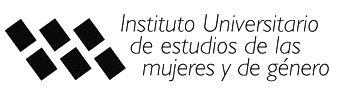 Instituto Universitario
de estudios de las
mujeres y de género